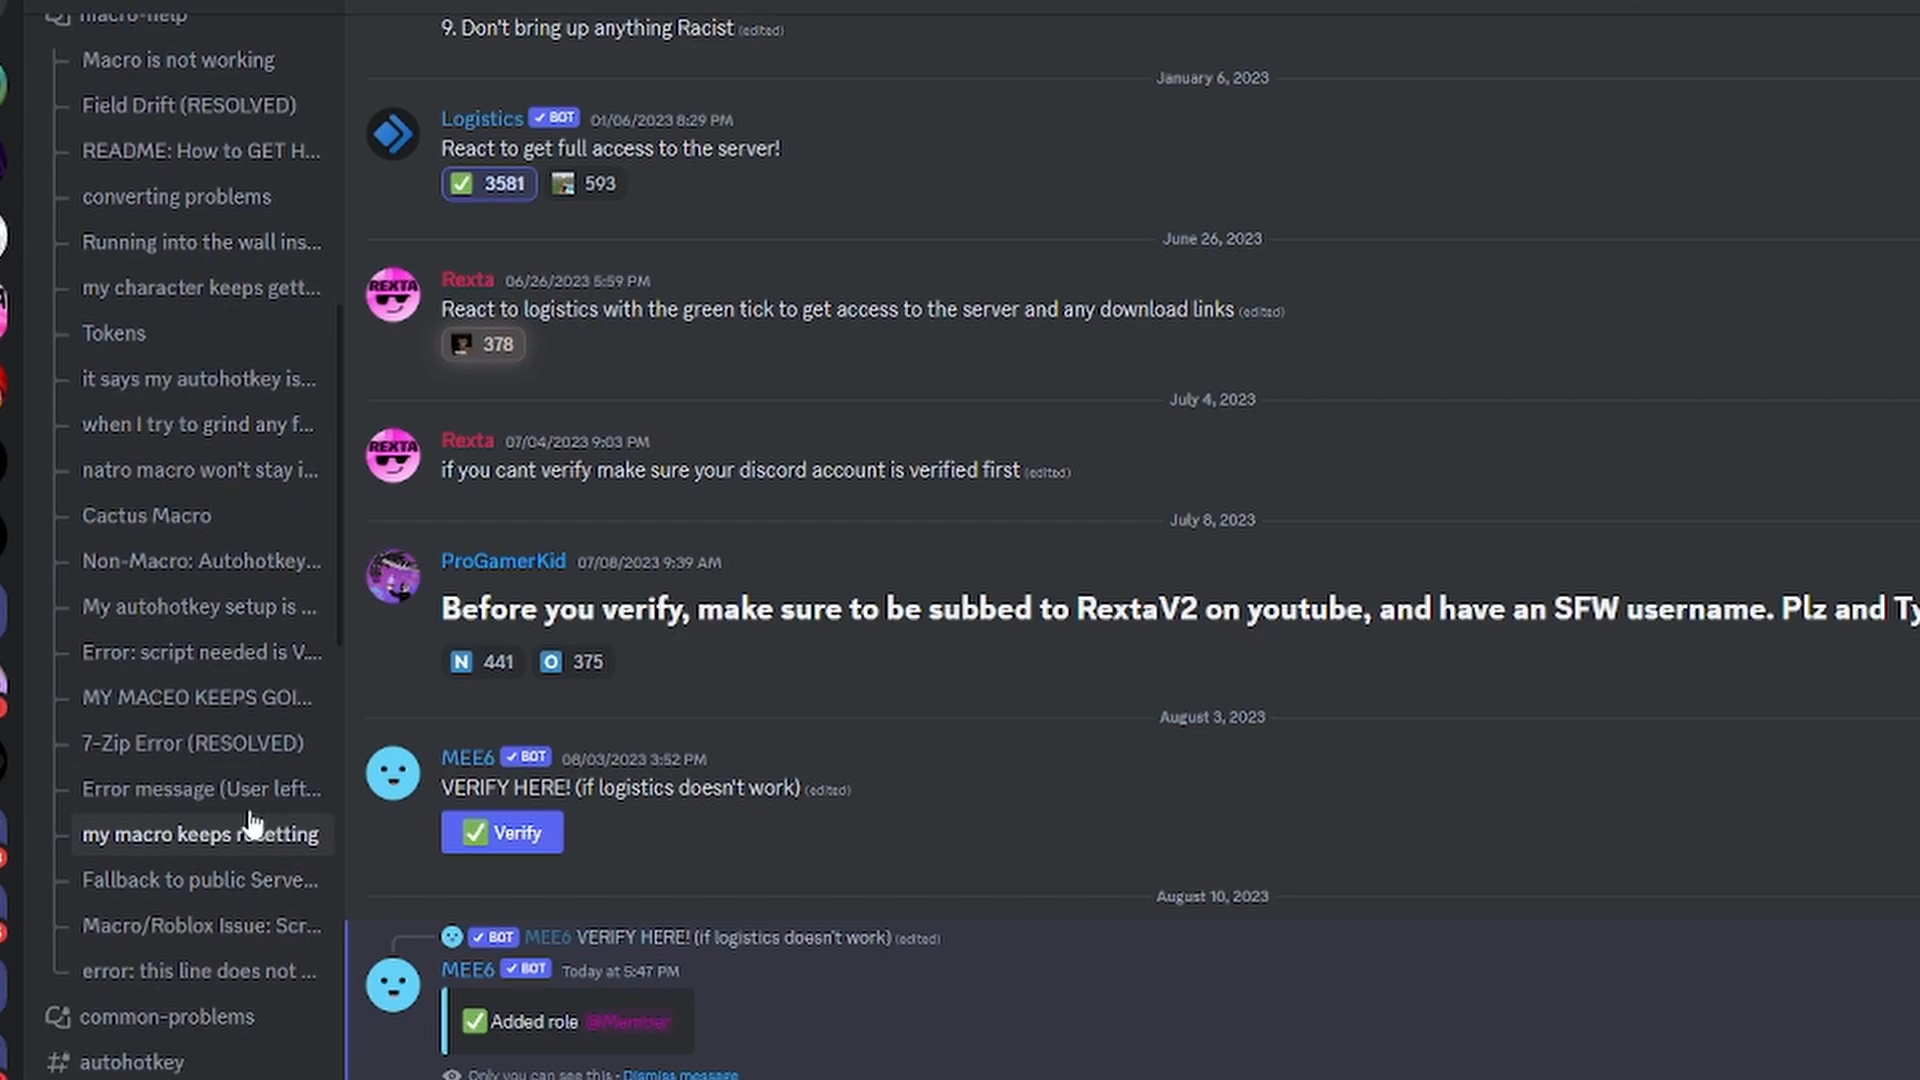 macro-help
Macro is not working
Field Drift (RESOLVED)
README: How to GET H...
converting problems
Running into the wall ins...
my character keeps gett...
Tokens
it says my autohotkey is...
when I try to grind any f...
natro macro won't stay i...
Cactus Macro
Non-Macro: Autohotkey...
My autohotkey setup is ...
Error: script needed is V....
MY MACEO KEEPS GOI...
7-Zip Error (RESOLVED)
Error message (User left...
my macro keeps resetting
Fallback to public Serve...
Macro/Roblox Issue: Scr...
error: this line does not ...
common-problems
autohotkey
9. Don't bring up anything Racist (edited)
January 6, 2023
Logistics ✓ BOT 01/06/2023 8:29 PM
React to get full access to the server!
✅ 3581 593
June 26, 2023
REXTA
Rexta 06/26/2023 5:59 PM
React to logistics with the green tick to get access to the server and any download links (edited)
378
July 4, 2023
REXTA
Rexta 07/04/2023 9:03 PM
if you cant verify make sure your discord account is verified first (edited)
July 8, 2023
ProGamerKid 07/08/2023 9:39 AM
Before you verify, make sure to be subbed to RextaV2 on youtube, and have an SFW username. Plz and Ty
N 441 O 375
August 3, 2023
MEE6 ✓ BOT 08/03/2023 3:52 PM
VERIFY HERE! (if logistics doesn't work) (edited)
✅ Verify
August 10, 2023
✓ BOT MEE6 VERIFY HERE! (if logistics doesn't work) (edited)
MEE6 ✓ BOT Today at 5:47 PM
✅ Added role @Member
Only you can see this · Dismiss message